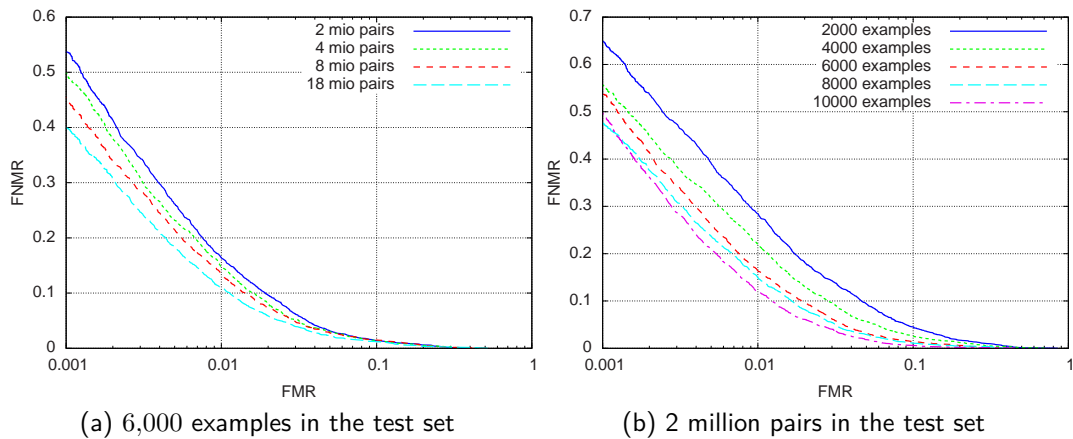 0.6
0.5
0.4
0.3
0.2
0.1
0
FNMR
0.001
0.01
0.1
1
FMR
2 mio pairs
4 mio pairs
8 mio pairs
18 mio pairs
(a) 6,000 examples in the test set
0.7
0.6
0.5
0.4
0.3
0.2
0.1
0
FNMR
0.001
0.01
0.1
1
FMR
2000 examples
4000 examples
6000 examples
8000 examples
10000 examples
(b) 2 million pairs in the test set